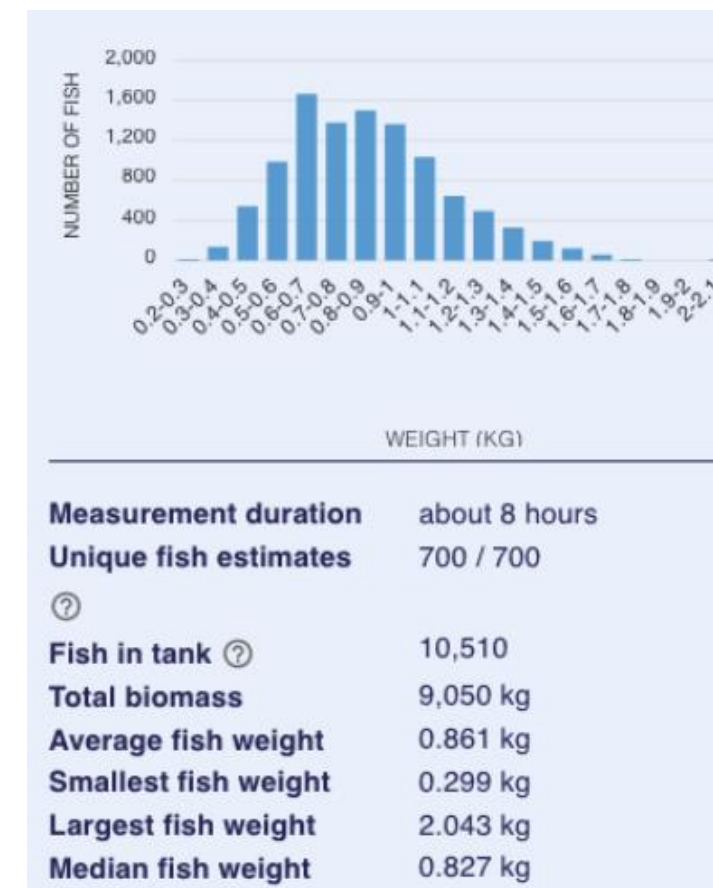 2,000
1,600
1,200
800
400
0
NUMBER OF FISH
0.2-0.3
0.3-0.4
0.4-0.5
0.5-0.6
0.6-0.7
0.7-0.8
0.8-0.9
0.9-1
1-1.1
1.1-1.2
1.2-1.3
1.3-1.4
1.4-1.5
1.5-1.6
1.6-1.7
1.7-1.8
1.8-1.9
1.9-2
2-2.1
WEIGHT (KG)
Measurement duration about 8 hours
Unique fish estimates 700 / 700
?
Fish in tank ? 10,510
Total biomass 9,050 kg
Average fish weight 0.861 kg
Smallest fish weight 0.299 kg
Largest fish weight 2.043 kg
Median fish weight 0.827 kg